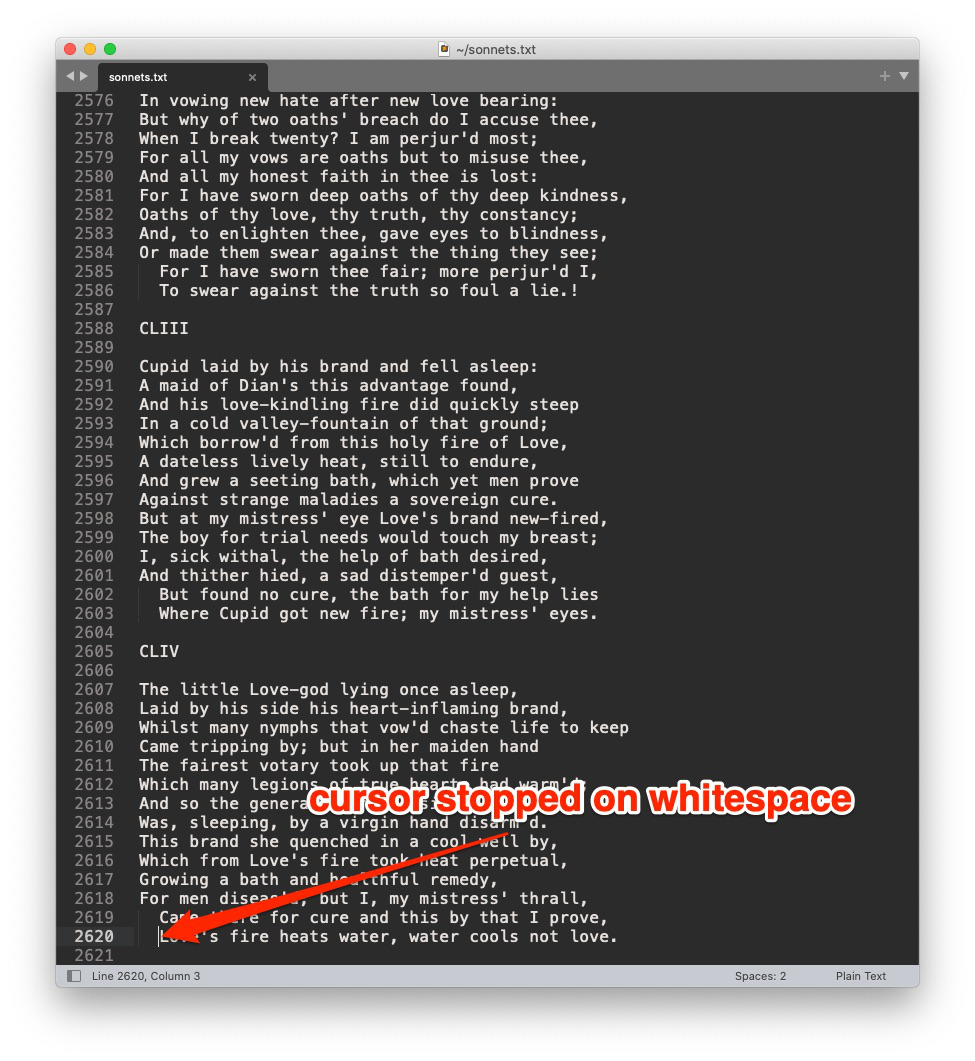 ~/sonnets.txt
sonnets.txt
2576 In vowing new hate after new love bearing:
2577 But why of two oaths' breach do I accuse thee,
2578 When I break twenty? I am perjur'd most;
2579 For all my vows are oaths but to misuse thee,
2580 And all my honest faith in thee is lost:
2581 For I have sworn deep oaths of thy deep kindness,
2582 Oaths of thy love, thy truth, thy constancy;
2583 And, to enlighten thee, gave eyes to blindness,
2584 Or made them swear against the thing they see;
2585 For I have sworn thee fair; more perjur'd I,
2586 To swear against the truth so foul a lie.!
2587
2588 CLIII
2589
2590 Cupid laid by his brand and fell asleep:
2591 A maid of Dian's this advantage found,
2592 And his love-kindling fire did quickly steep
2593 In a cold valley-fountain of that ground;
2594 Which borrow'd from this holy fire of Love,
2595 A dateless lively heat, still to endure,
2596 And grew a seeting bath, which yet men prove
2597 Against strange maladies a sovereign cure.
2598 But at my mistress' eye Love's brand new-fired,
2599 The boy for trial needs would touch my breast;
2600 I, sick withal, the help of bath desired,
2601 And thither hied, a sad distemper'd guest,
2602 But found no cure, the bath for my help lies
2603 Where Cupid got new fire; my mistress' eyes.
2604
2605 CLIV
2606
2607 The little Love-god lying once asleep,
2608 Laid by his side his heart-inflaming brand,
2609 Whilst many nymphs that vow'd chaste life to keep
2610 Came tripping by; but in her maiden hand
2611 The fairest votary took up that fire
2612 Which many legions of true hearts had warm'd;
2613 And so the
cursor stopped on whitespace
2614 Was, sleeping, by a virgin hand disarm'd.
2615 This brand she quenched in a cool well by,
2616 Which from Love's fire took heat perpetual,
2617 Growing a bath and healthful remedy,
2618 For men diseas'd, but I, my mistress' thrall,
2619 Came there for cure and this by that I prove,
2620 Love's fire heats water, water cools not love.
2621
Line 2620, Column 3 Spaces: 2 Plain Text